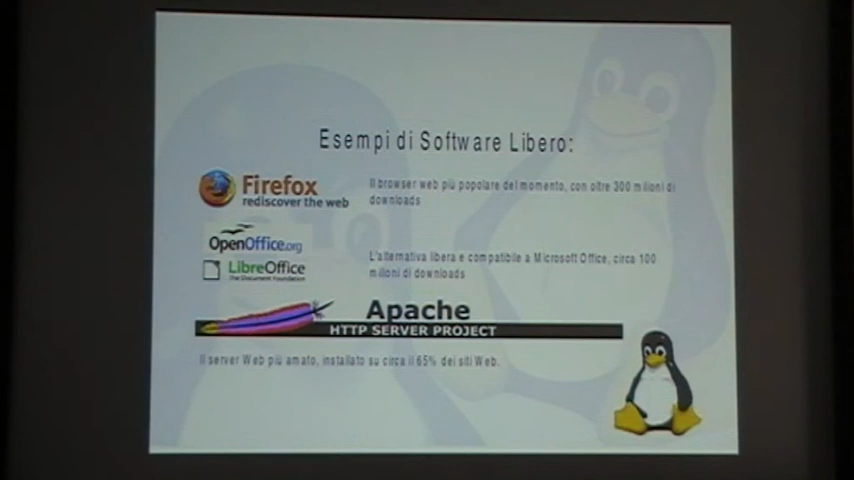 Esempi di Software Libero:
Firefox
rediscover the web
Il browser web più popolare del momento, con oltre 300 milioni di
downloads
OpenOffice.org
LibreOffice
The Document Foundation
L'alternativa libera e compatibile a Microsoft Office, circa 100
milioni di downloads
Apache
HTTP SERVER PROJECT
Il server Web più amato, installato su circa il 65% dei siti Web.